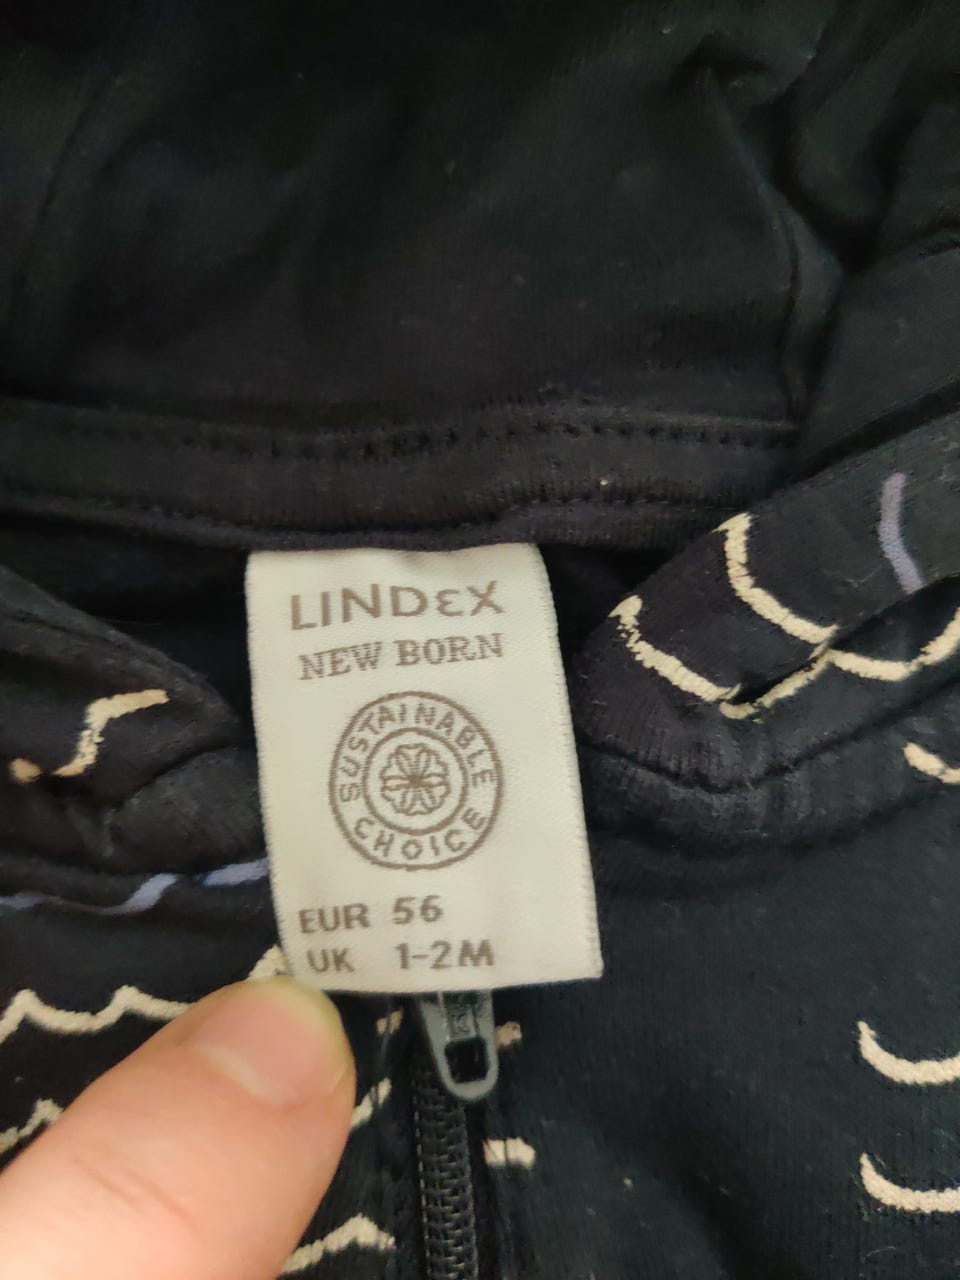 LINDEX
NEW BORN
SUSTAINABLE
CHOICE
EUR 56
UK 1-2M